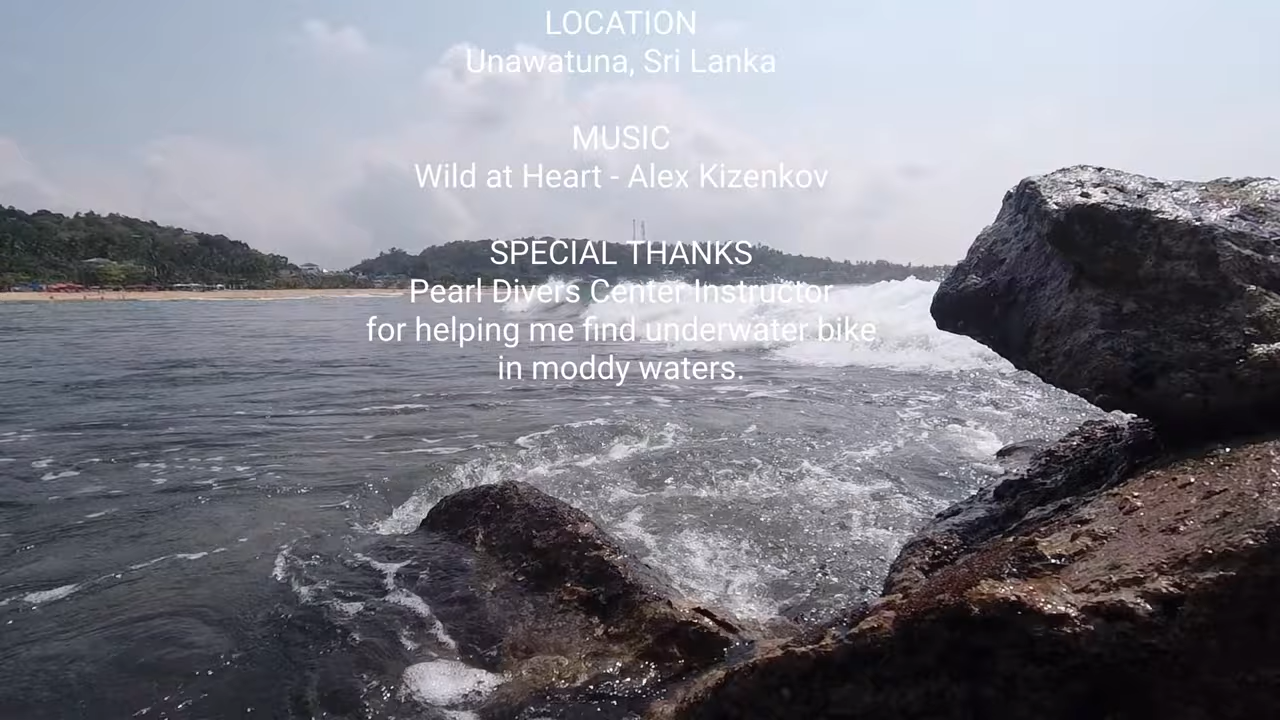 LOCATION
Unawatuna, Sri Lanka
MUSIC
Wild at Heart - Alex Kizenkov
SPECIAL THANKS
Pearl Divers Center Instructor
for helping me find underwater bike
in moddy waters.